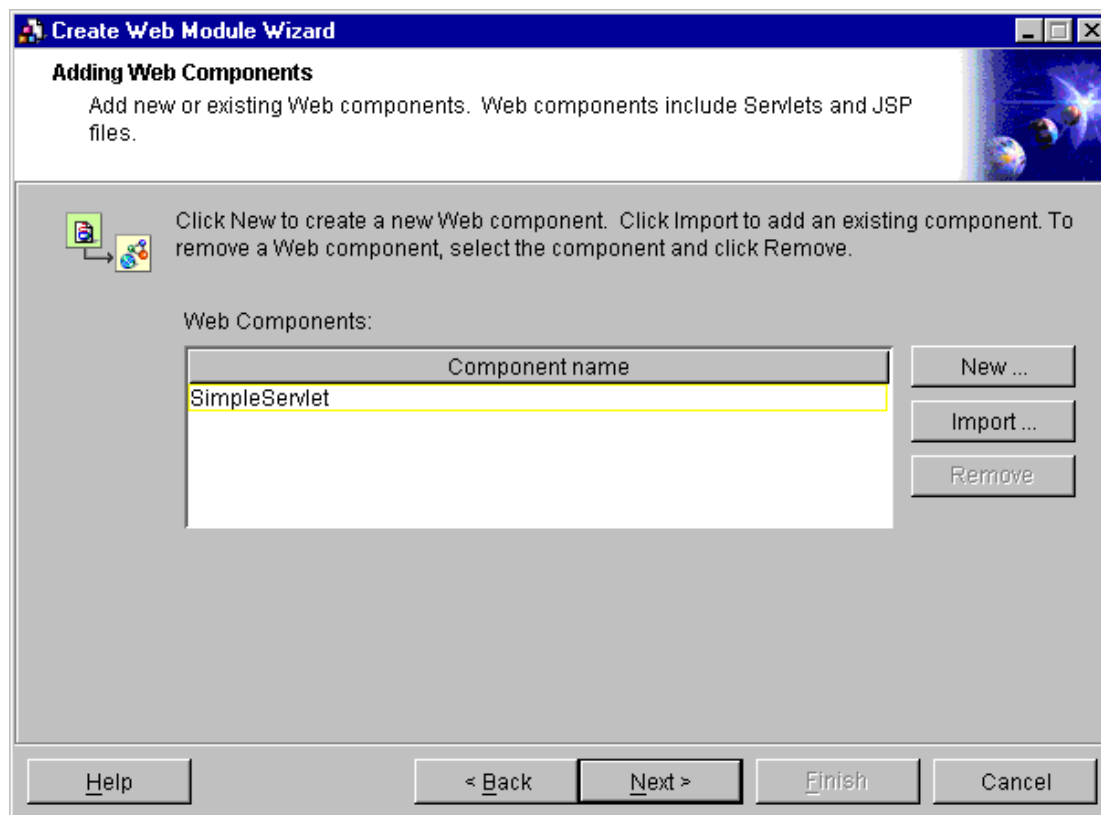 Create Web Module Wizard
Adding Web Components
Add new or existing Web components. Web components include Servlets and JSP
files.
Click New to create a new Web component. Click Import to add an existing component. To
remove a Web component, select the component and click Remove.
Web Components:
Component name
New ...
SimpleServlet
Import ...
Remove
Help
< Back
Next >
Finish
Cancel